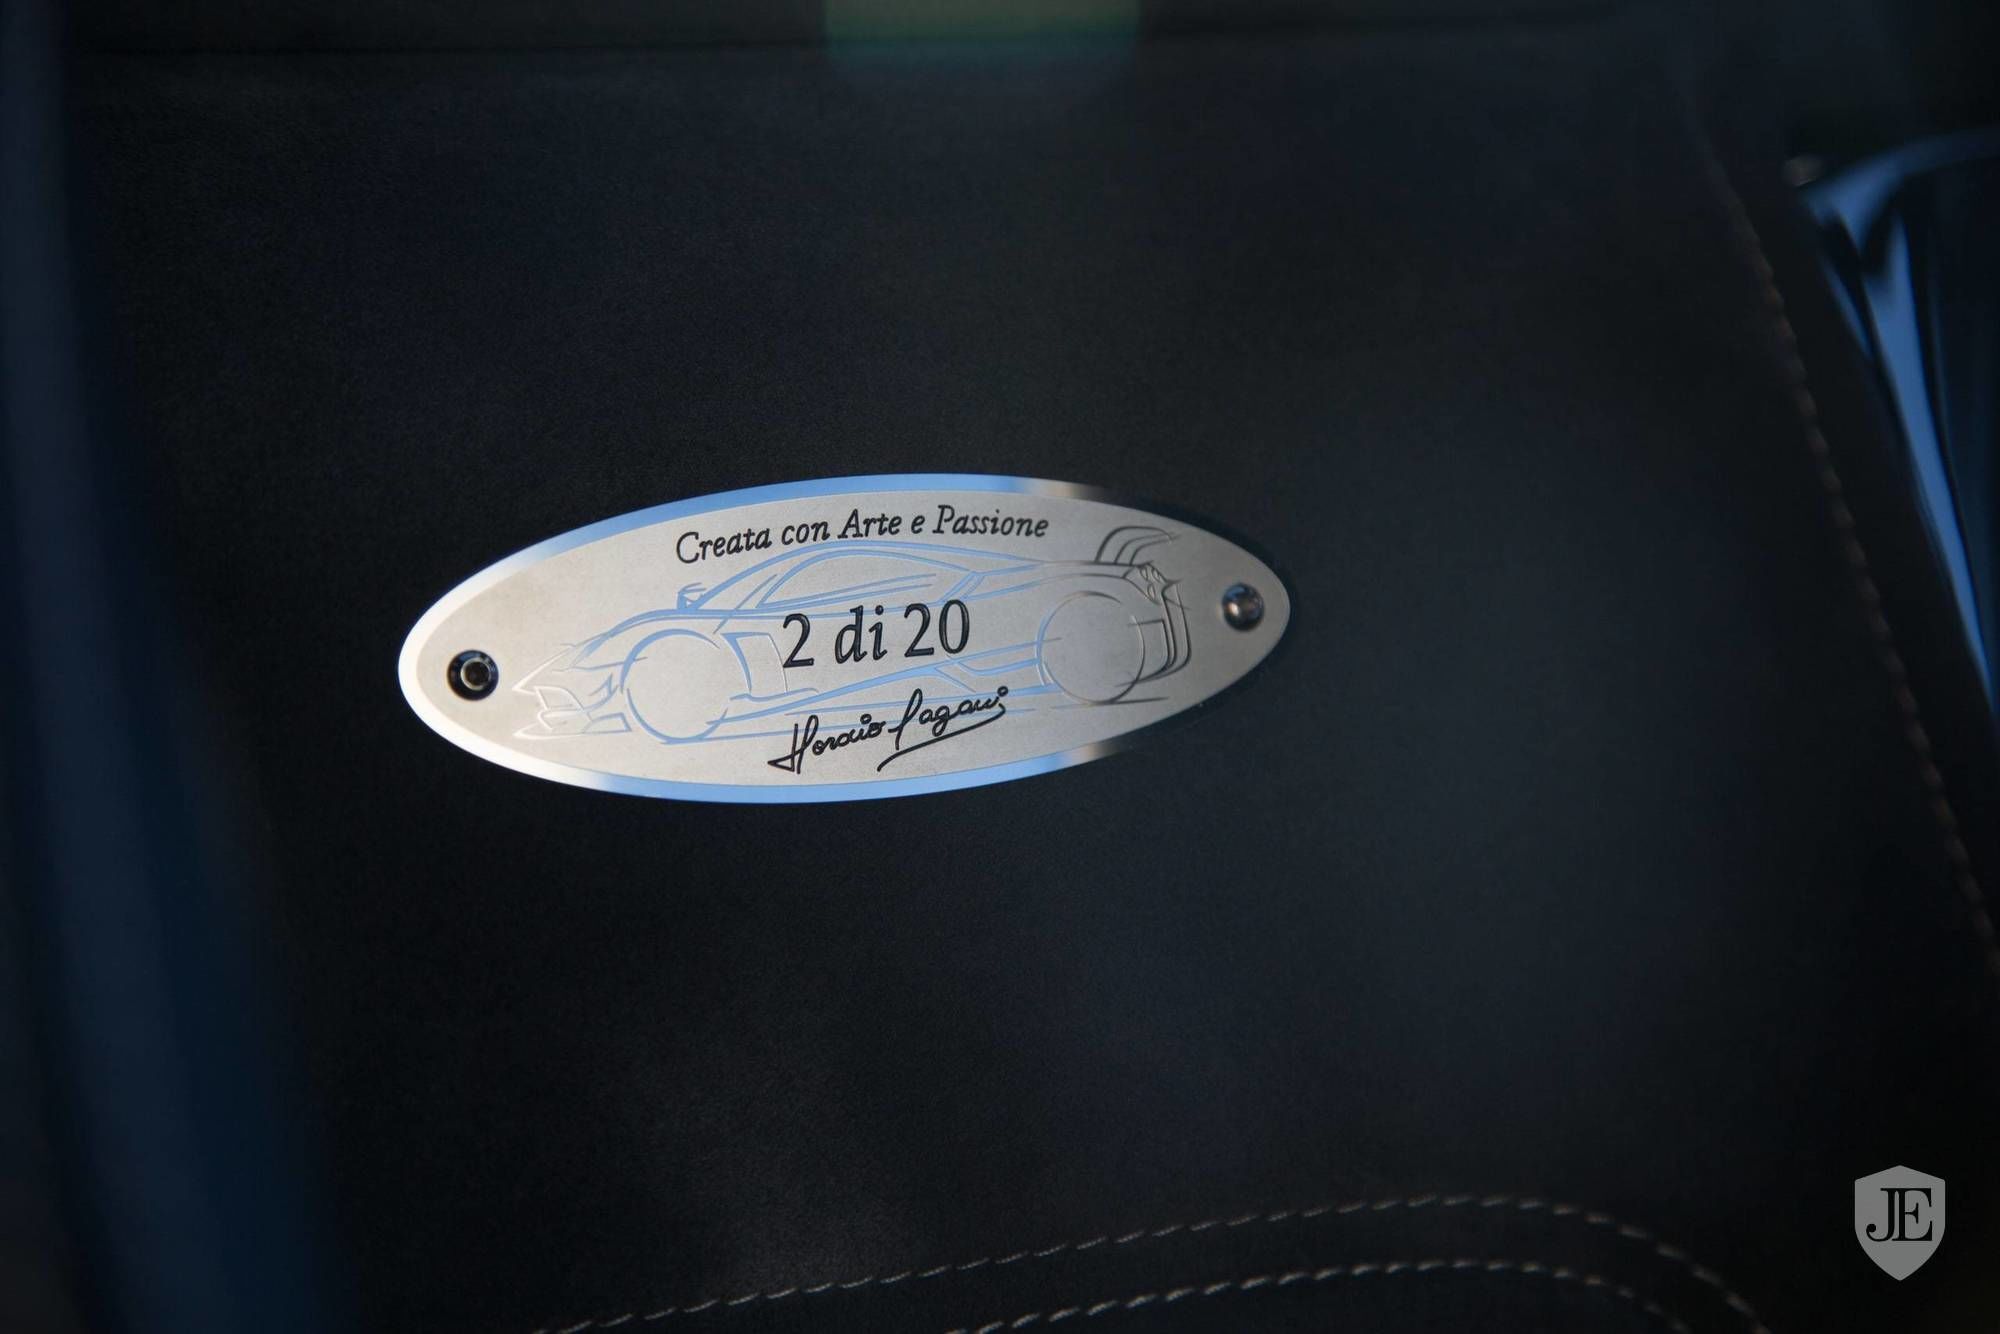 Creata con Arte e Passione
2 di 20
Horacio Pagani
JE